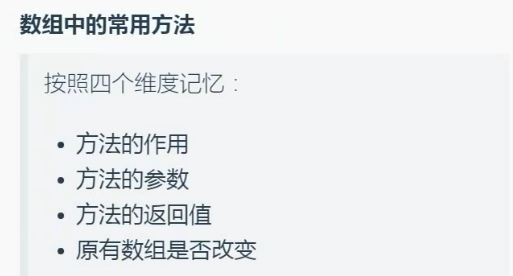 数组中的常用方法
按照四个维度记忆：
• 方法的作用
• 方法的参数
• 方法的返回值
• 原有数组是否改变